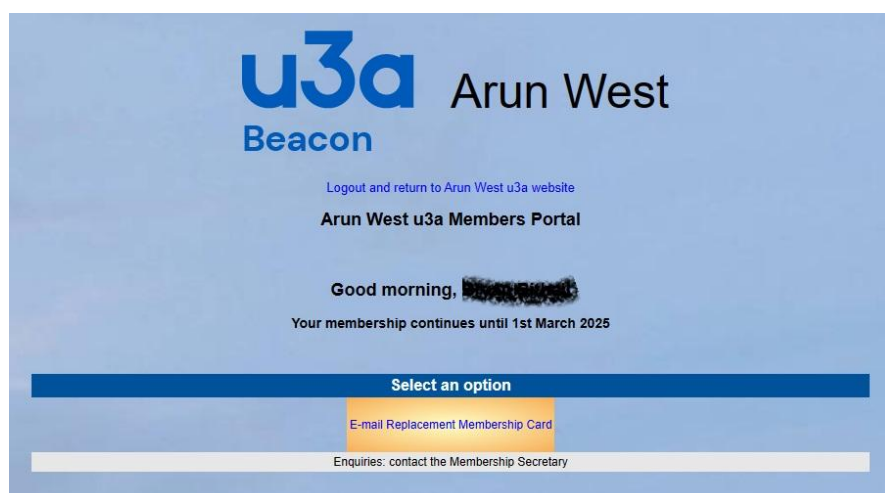 u3a Arun West
Beacon
Logout and return to Arun West u3a website
Arun West u3a Members Portal
Good morning,
Your membership continues until 1st March 2025
Select an option
E-mail Replacement Membership Card
Enquiries: contact the Membership Secretary